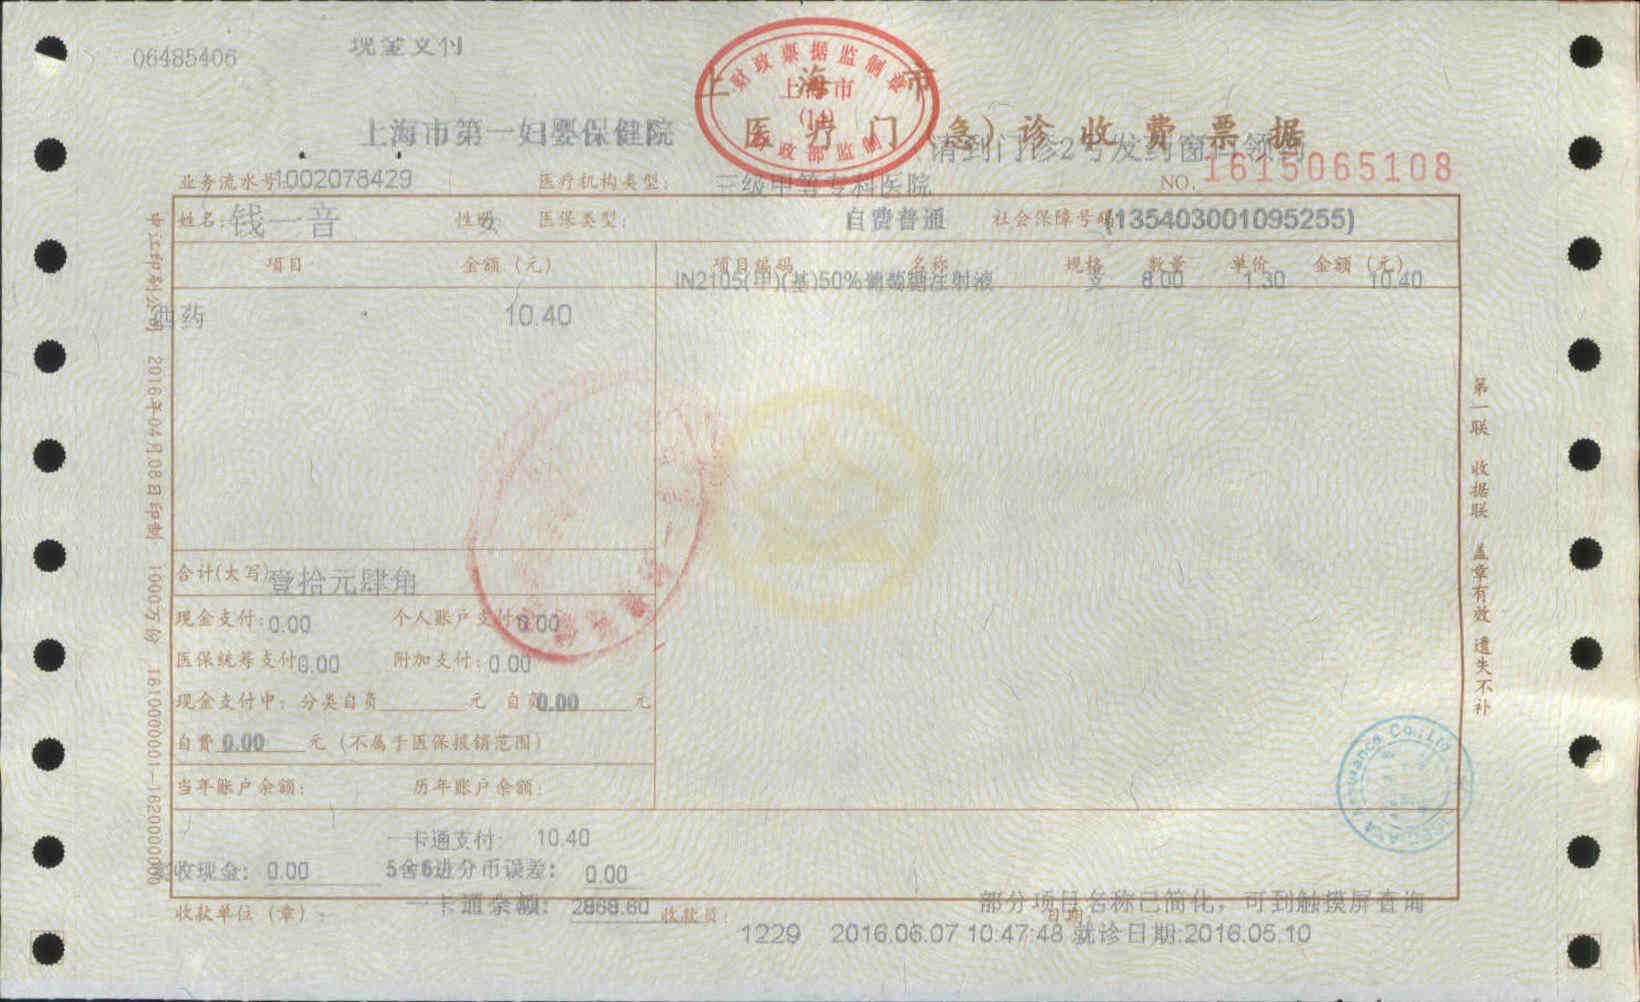 06485406 现金支付
上海市
财政票据监制章
上海市
(14)
财政部监制
上海市第一妇婴保健院 医疗门(急)诊收费票据
请到门诊2号发药窗口领药
业务流水号:1002078429 医疗机构类型: 三级甲等专科医院 NO. 1615065108
姓名: 钱一音 性别: 女 医保类型: 自费普通 社会保障号码: (135403001095255)
项目 金额（元） 项目编码 名称 规格 数量 单价 金额（元）
IN2105(甲)(基)50%葡萄糖注射液 支 8.00 1.30 10.40
西药 10.40
合计(大写) 壹拾元肆角
现金支付: 0.00 个人账户支付: 0.00
医保统筹支付: 0.00 附加支付: 0.00
现金支付中: 分类自负 元 自负 0.00 元
自费 0.00 元（不属于医保报销范围）
当年账户余额: 历年账户余额:
一卡通支付: 10.40
实收现金: 0.00 5舍6进分币误差: 0.00
一卡通余额: 2868.60
收款单位（章）: 收款员: 日期:
部分项目名称已简化，可到触摸屏查询
1229 2016.06.07 10:47:48 就诊日期:2016.05.10
2016年04月08日印制 1000万份 1610000001—1620000000
第一联 收据联 盖章有效 遗失不补
Co.,Ltd